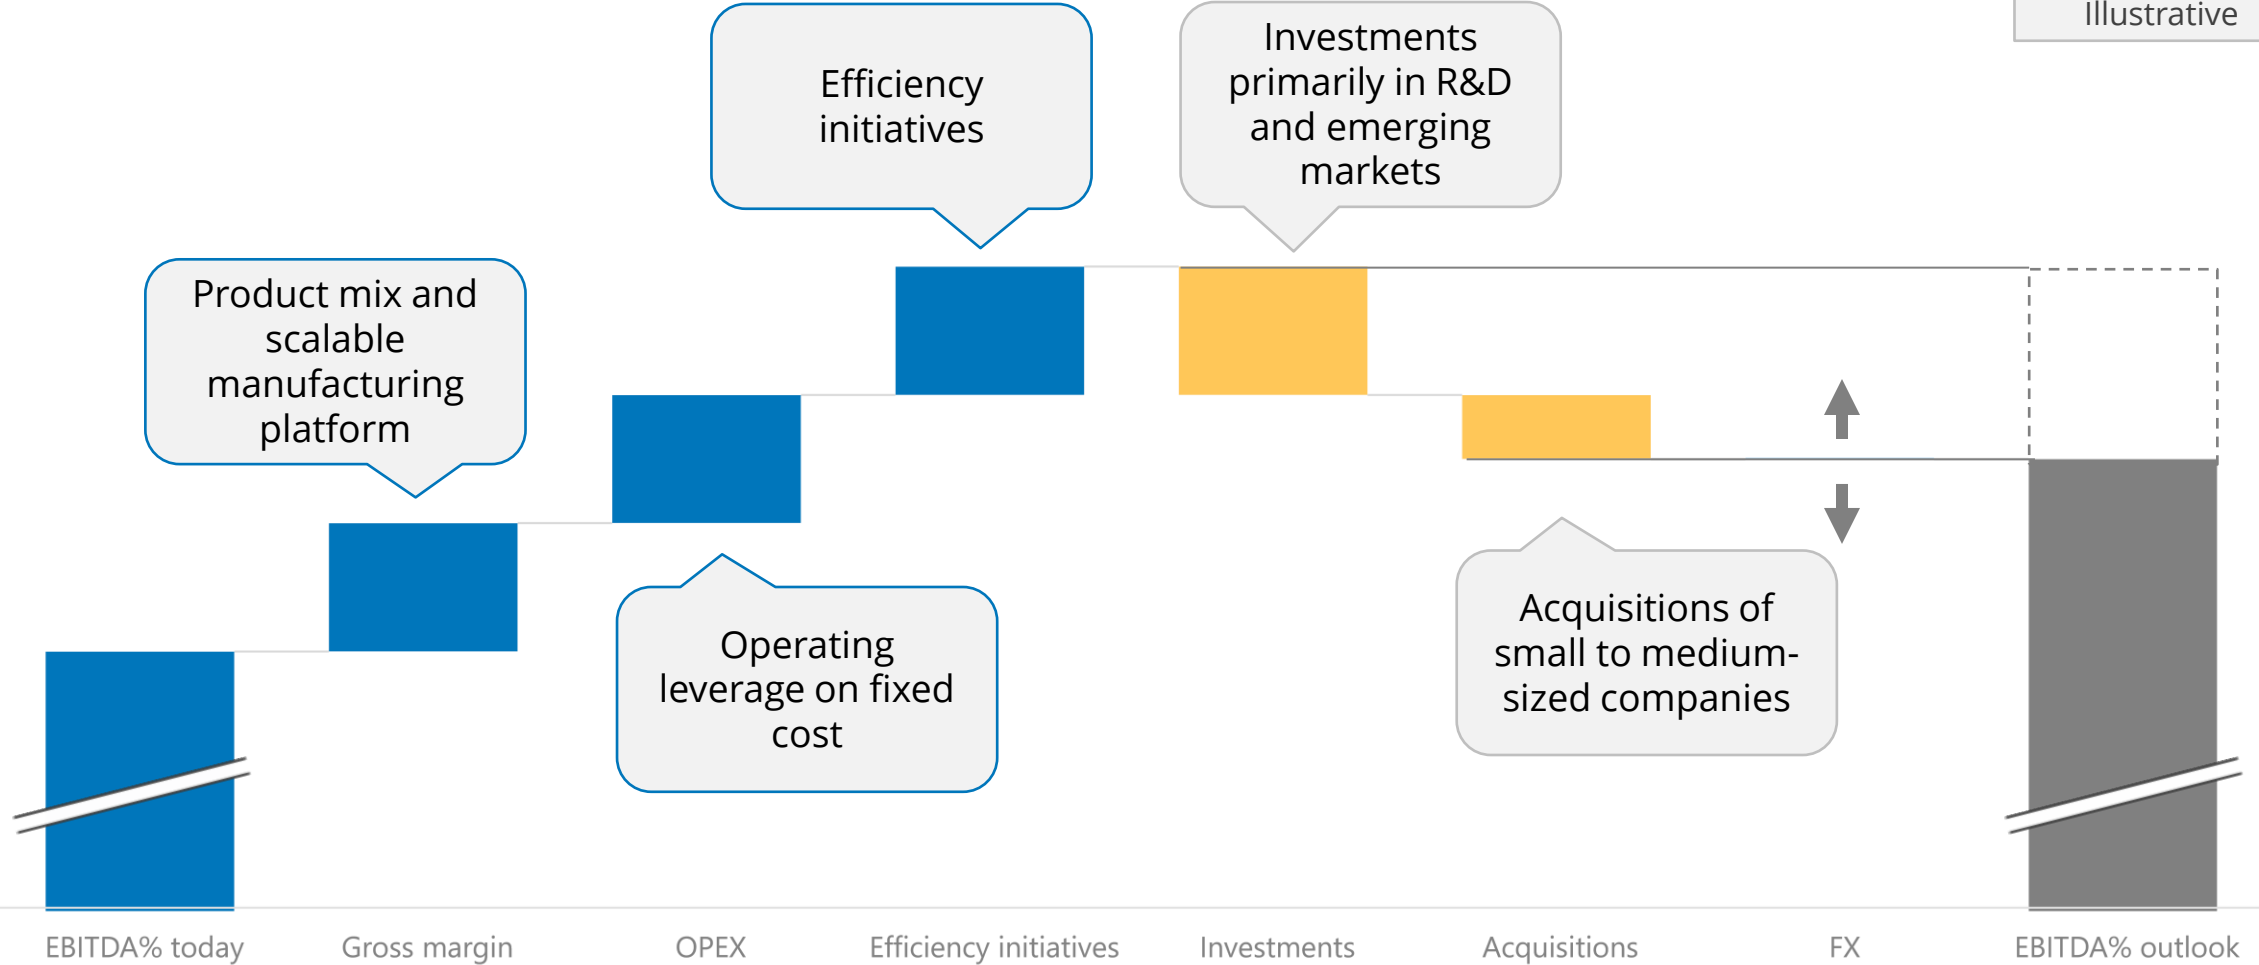 Illustrative
Efficiency
initiatives
Investments
primarily in R&D
and emerging
markets
Product mix and
scalable
manufacturing
platform
Operating
leverage on fixed
cost
Acquisitions of
small to medium-
sized companies
EBITDA% today
Gross margin
OPEX
Efficiency initiatives
Investments
Acquisitions
FX
EBITDA% outlook